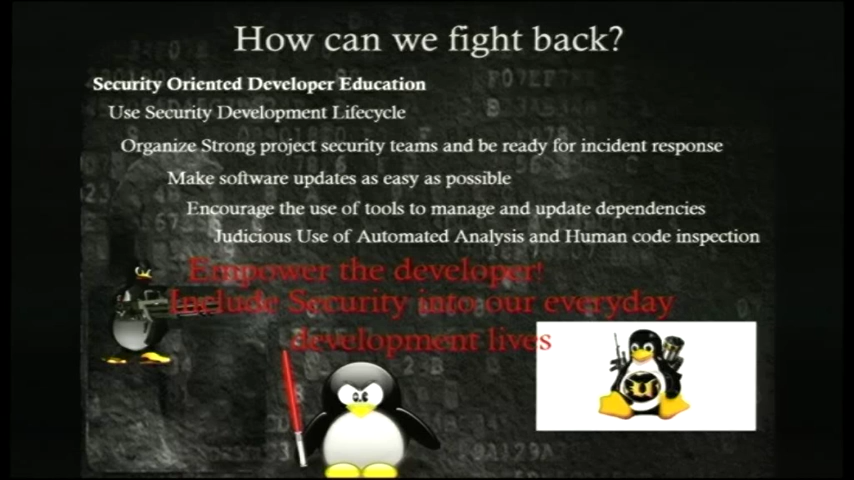 How can we fight back?
Security Oriented Developer Education
Use Security Development Lifecycle
Organize Strong project security teams and be ready for incident response
Make software updates as easy as possible
Encourage the use of tools to manage and update dependencies
Judicious Use of Automated Analysis and Human code inspection
Empower the developer!
Include Security into our everyday
development lives